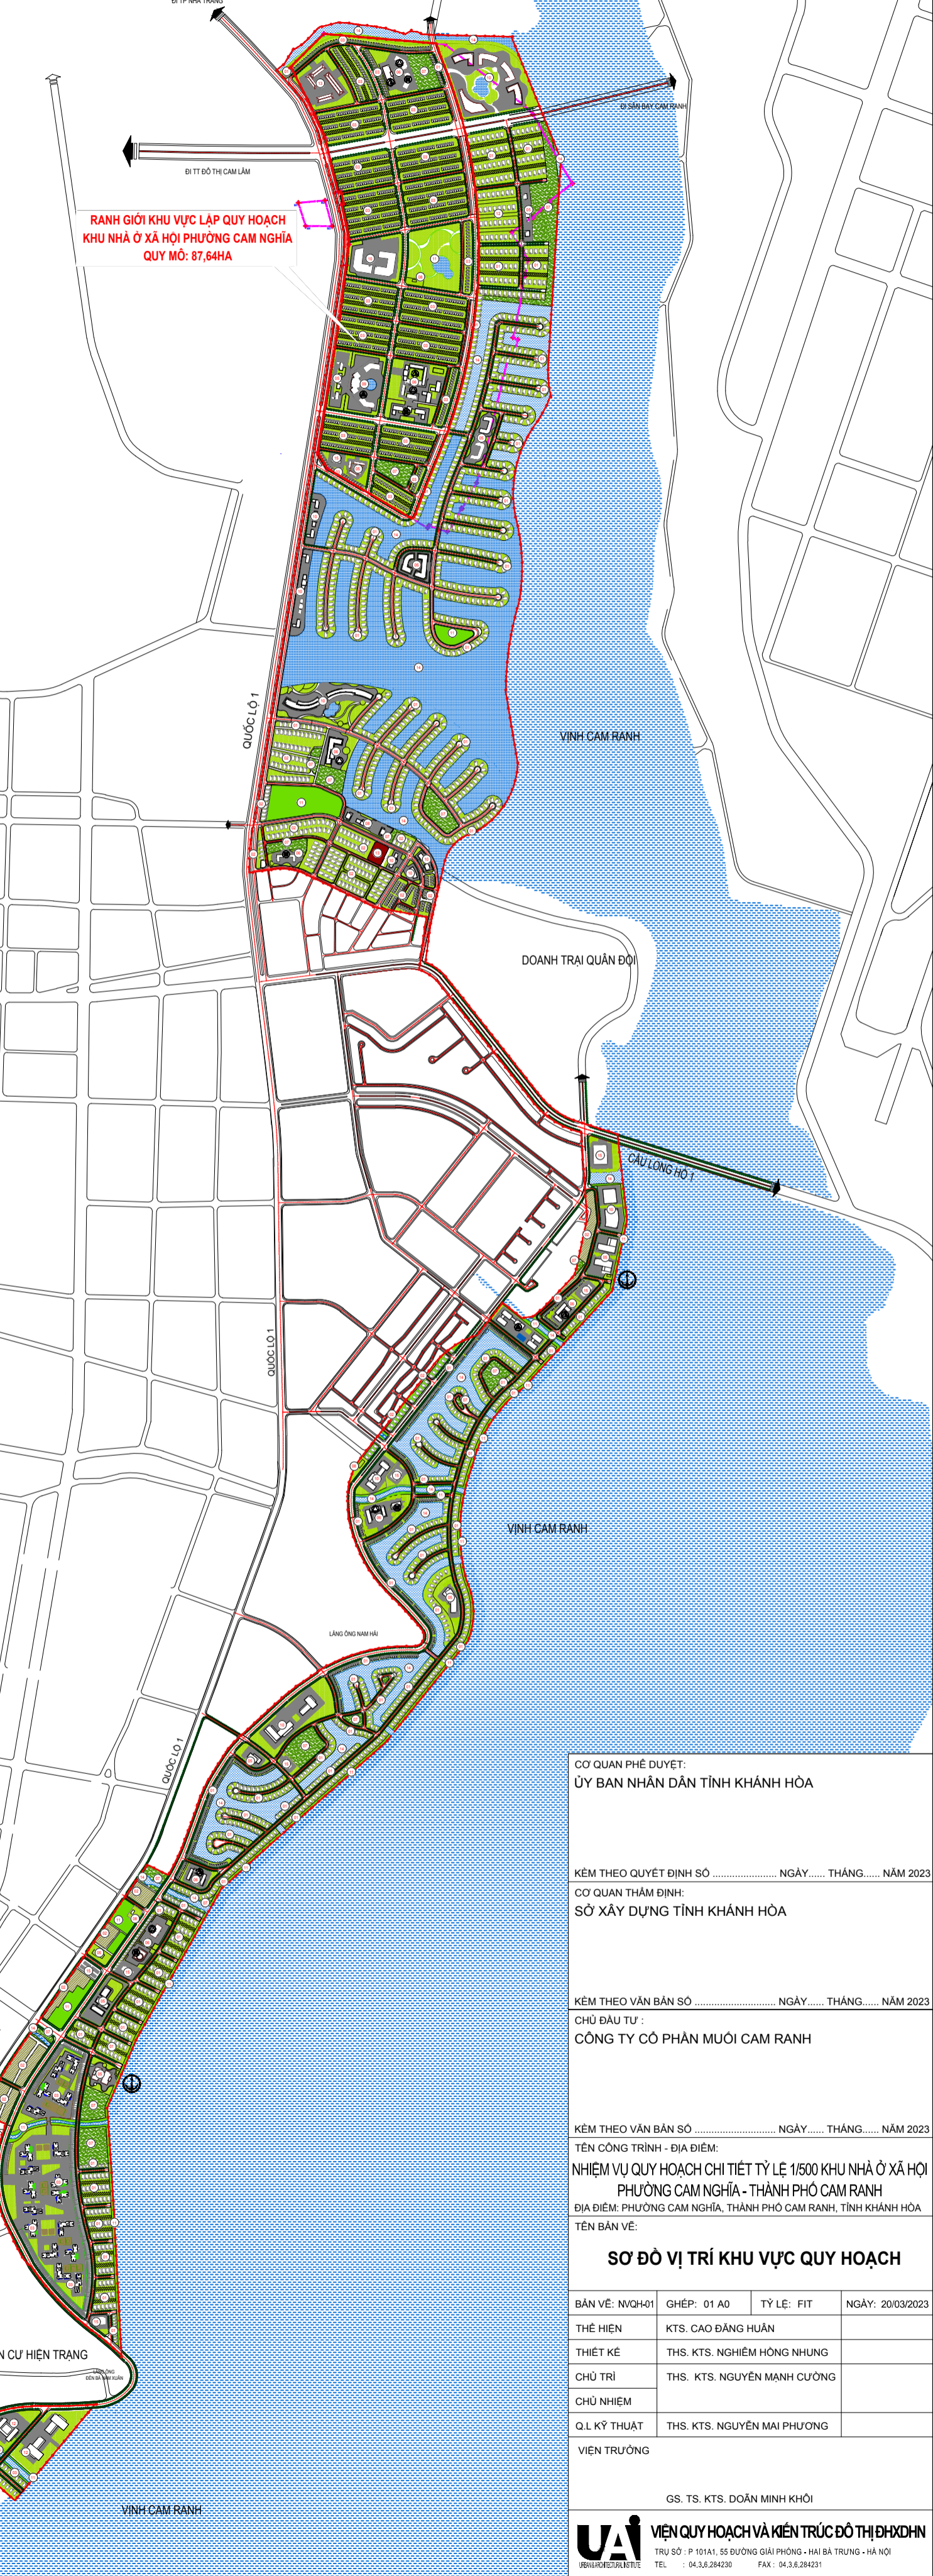 ĐI TP NHA TRANG
ĐI SÂN BAY CAM RANH
ĐI TT ĐÔ THỊ CAM LÂM
RANH GIỚI KHU VỰC LẬP QUY HOẠCH
KHU NHÀ Ở XÃ HỘI PHƯỜNG CAM NGHĨA
QUY MÔ: 87,64HA
QUỐC LỘ 1
VỊNH CAM RANH
DOANH TRẠI QUÂN ĐỘI
CẦU LONG HỒ 1
QUỐC LỘ 1
VỊNH CAM RANH
LĂNG ÔNG NAM HẢI
QUỐC LỘ 1
CƠ QUAN PHÊ DUYỆT:
ỦY BAN NHÂN DÂN TỈNH KHÁNH HÒA
KÈM THEO QUYẾT ĐỊNH SỐ ....................... NGÀY...... THÁNG...... NĂM 2023
CƠ QUAN THẨM ĐỊNH:
SỞ XÂY DỰNG TỈNH KHÁNH HÒA
KÈM THEO VĂN BẢN SỐ ............................. NGÀY...... THÁNG...... NĂM 2023
CHỦ ĐẦU TƯ :
CÔNG TY CỔ PHẦN MUỐI CAM RANH
KÈM THEO VĂN BẢN SỐ ............................. NGÀY...... THÁNG...... NĂM 2023
TÊN CÔNG TRÌNH - ĐỊA ĐIỂM:
NHIỆM VỤ QUY HOẠCH CHI TIẾT TỶ LỆ 1/500 KHU NHÀ Ở XÃ HỘI
PHƯỜNG CAM NGHĨA - THÀNH PHỐ CAM RANH
ĐỊA ĐIỂM: PHƯỜNG CAM NGHĨA, THÀNH PHỐ CAM RANH, TỈNH KHÁNH HÒA
TÊN BẢN VẼ:
SƠ ĐỒ VỊ TRÍ KHU VỰC QUY HOẠCH
BẢN VẼ: NVQH-01 GHÉP: 01 A0 TỶ LỆ: FIT NGÀY: 20/03/2023
THỂ HIỆN KTS. CAO ĐĂNG HUÂN
THIẾT KẾ THS. KTS. NGHIÊM HỒNG NHUNG
CHỦ TRÌ THS. KTS. NGUYỄN MẠNH CƯỜNG
CHỦ NHIỆM
Q.L KỸ THUẬT THS. KTS. NGUYỄN MAI PHƯƠNG
VIỆN TRƯỞNG
GS. TS. KTS. DOÃN MINH KHÔI
N CƯ HIỆN TRẠNG
VỊNH CAM RANH
UAI
URBAN & ARCHITECTURAL INSTITUTE
VIỆN QUY HOẠCH VÀ KIẾN TRÚC ĐÔ THỊ ĐHXDHN
TRỤ SỞ : P 101A1, 55 ĐƯỜNG GIẢI PHÓNG - HAI BÀ TRƯNG - HÀ NỘI
TEL : 04.3.6.284230 FAX : 04.3.6.284231